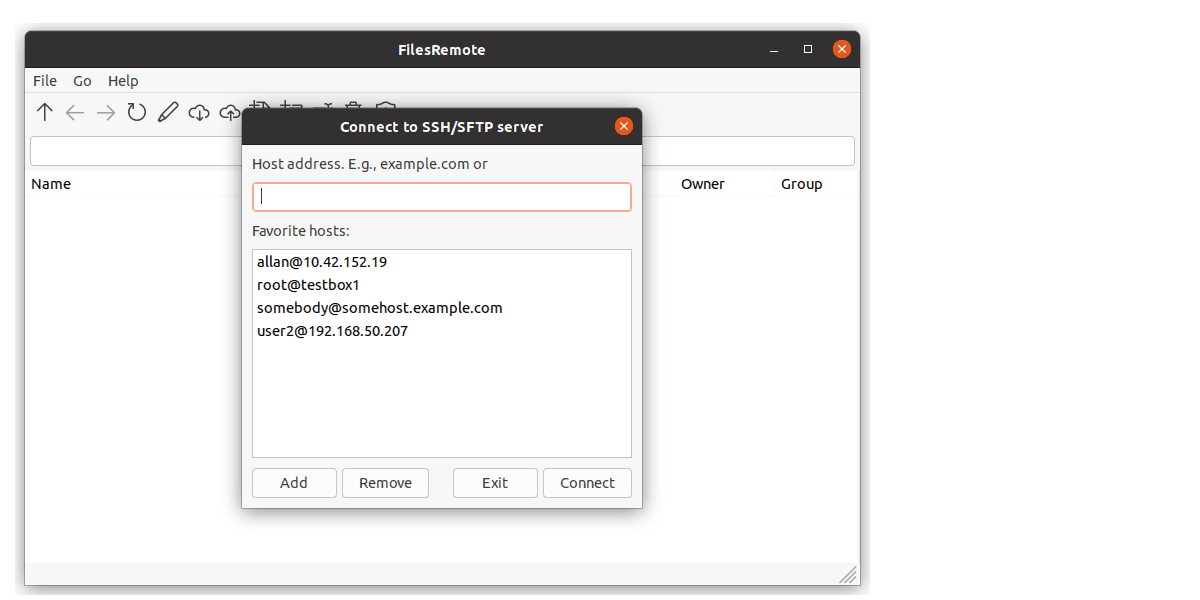 FilesRemote
File Go Help
Connect to SSH/SFTP server
Host address. E.g., example.com or
Name Owner Group
Favorite hosts:
allan@10.42.152.19
root@testbox1
somebody@somehost.example.com
user2@192.168.50.207
Add Remove Exit Connect